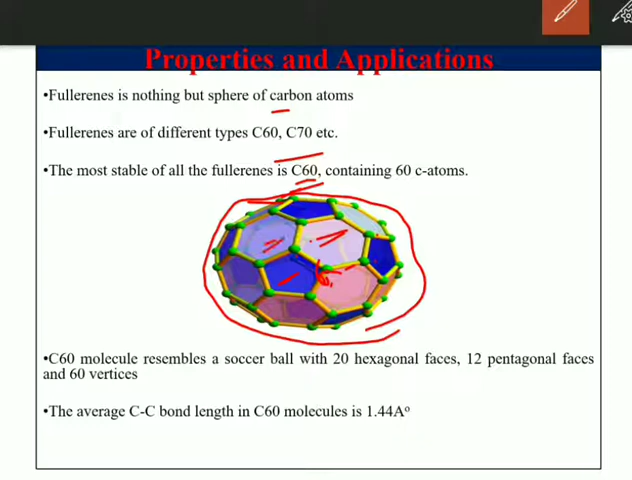 Properties and Applications
•Fullerenes is nothing but sphere of carbon atoms
•Fullerenes are of different types C60, C70 etc.
•The most stable of all the fullerenes is C60, containing 60 c-atoms.
•C60 molecule resembles a soccer ball with 20 hexagonal faces, 12 pentagonal faces
and 60 vertices
•The average C-C bond length in C60 molecules is 1.44Aº